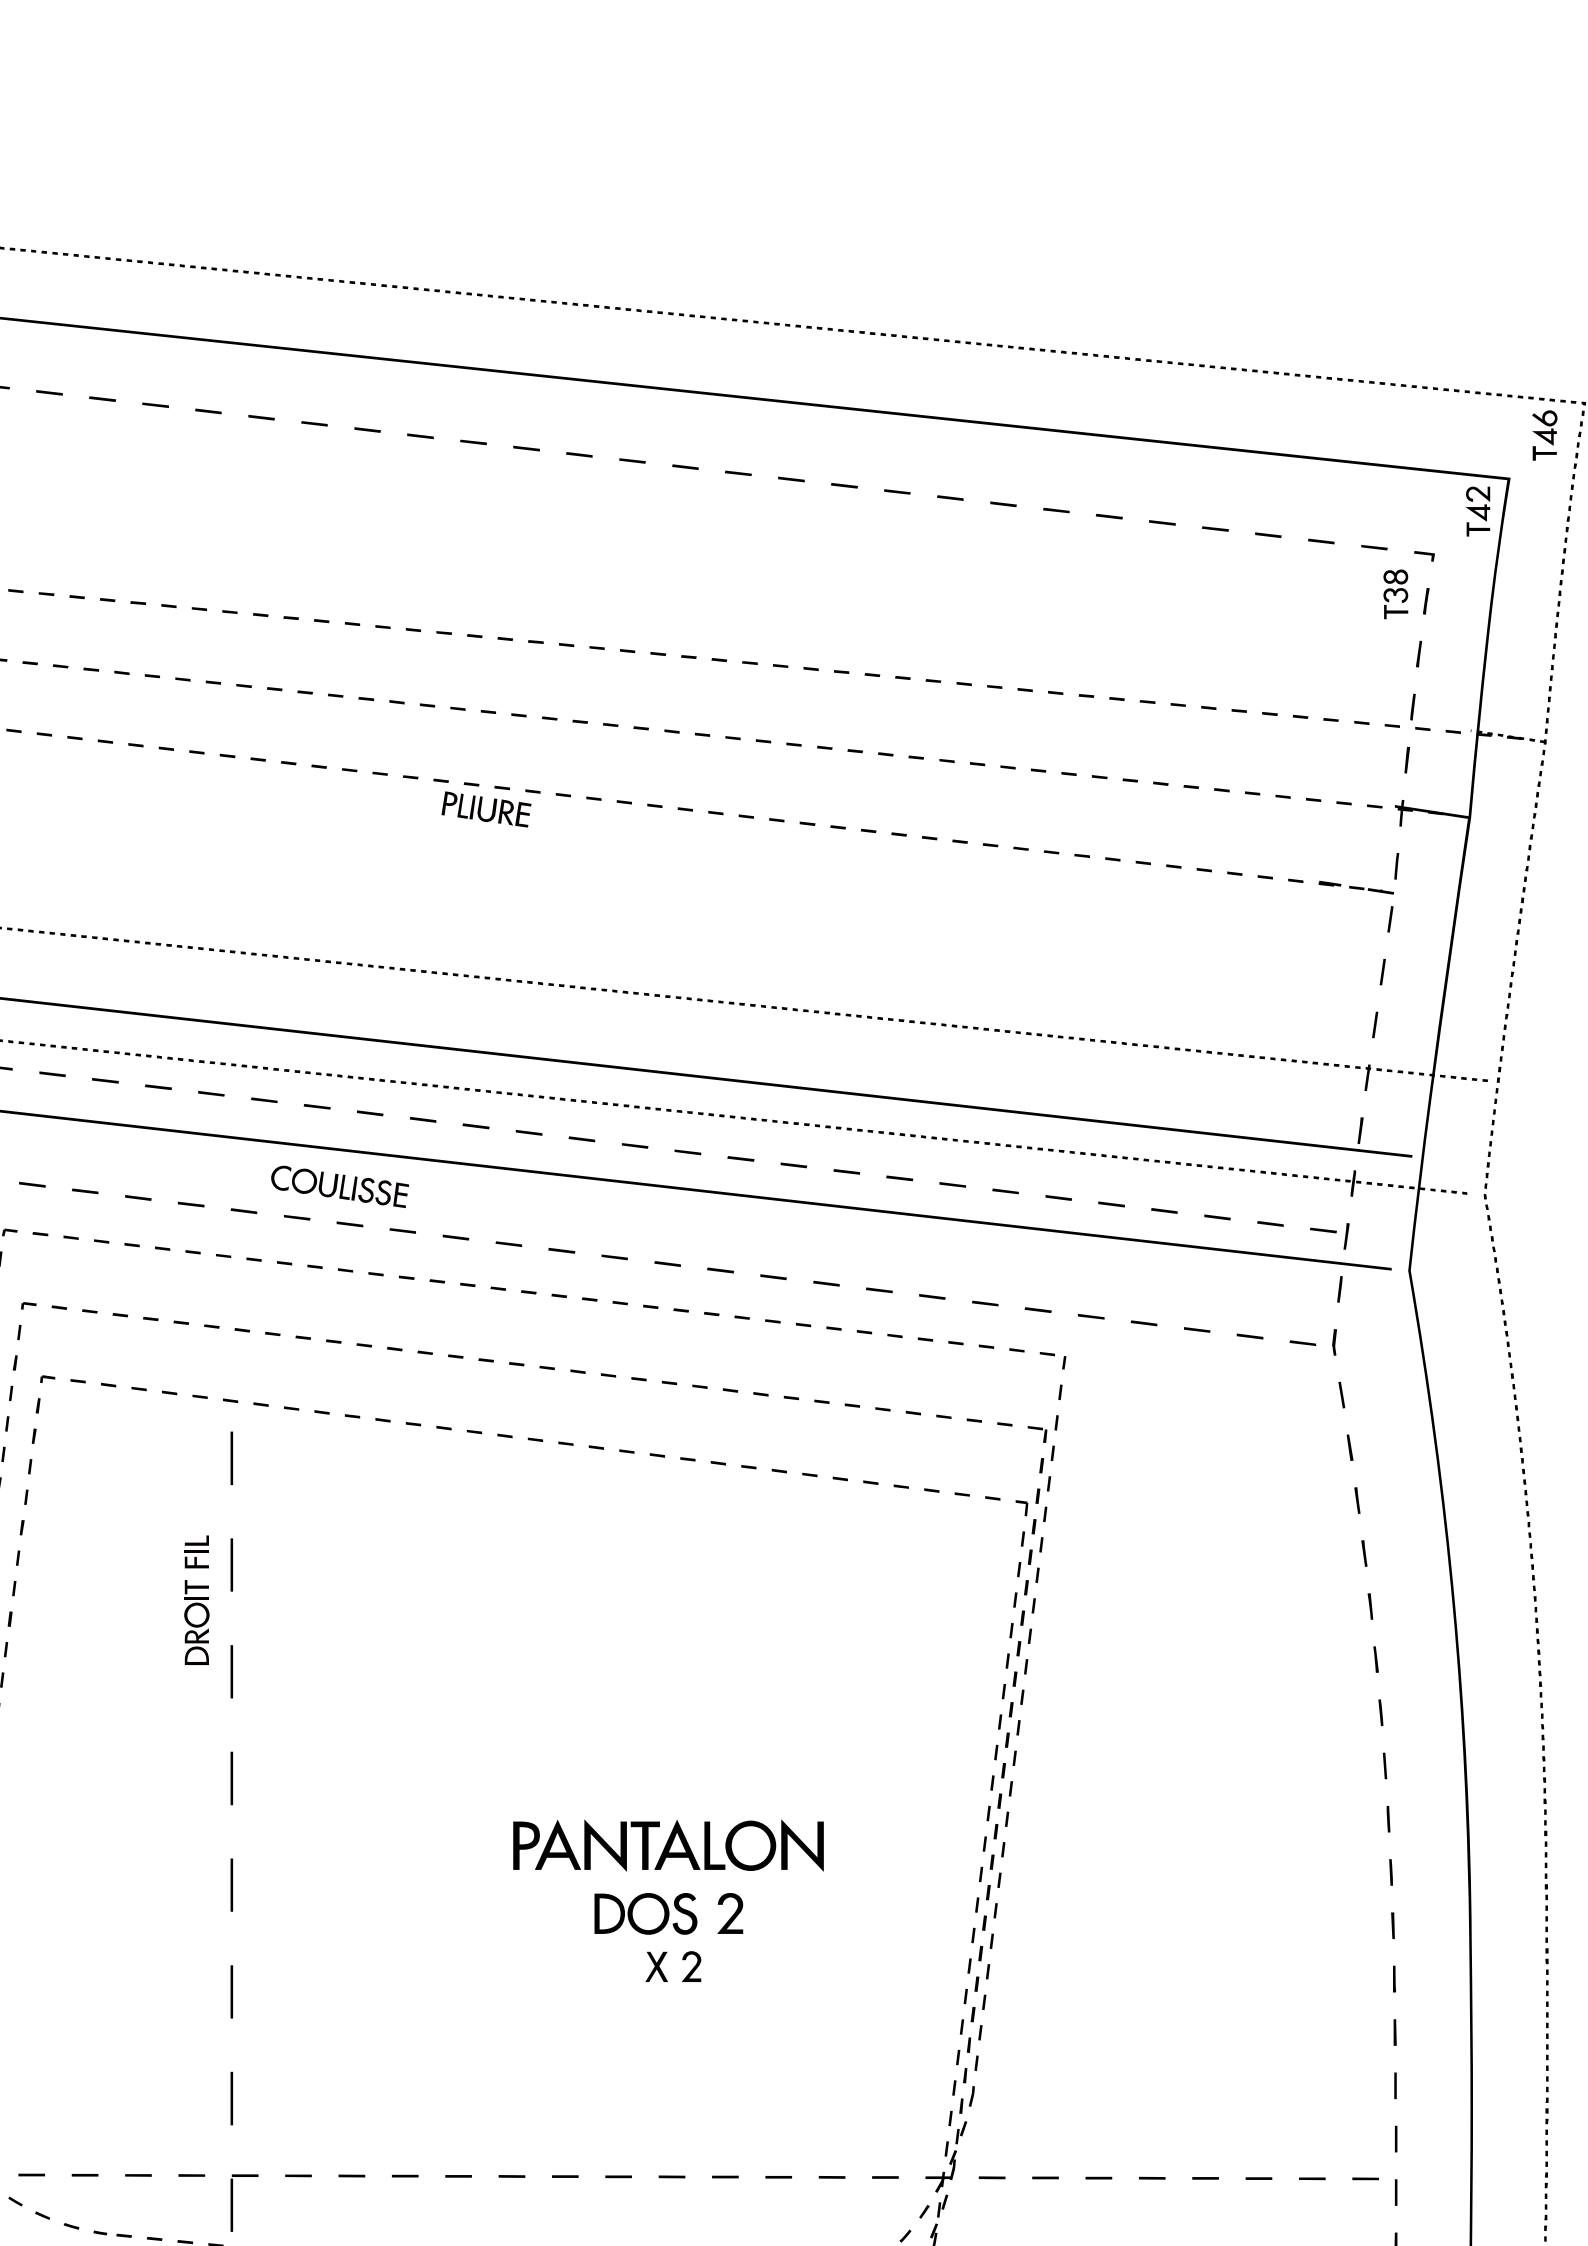 T46
T42
T38
PLIURE
COULISSE
DROIT FIL
PANTALON
DOS 2
X 2